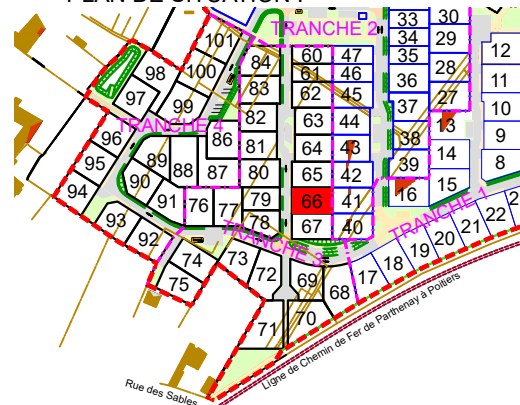 PLAN DE SITUATION :
TRANCHE 2
33 30
101 34 29
84 60 47 12
98 100 61 46 35
83 62 45 36 28 11
97 99 37 27 10
82 63 44 13
TRANCHE 4
96 86 81 64 43 38 9
95 89 88 87 65 42 39 14 8
94 90 80 66 41 16 15
91 76 77 79
93 78 67 40 TRANCHE 1 22
92 TRANCHE 3 21
74 73 72 20
75 69 17 18 19
68
71 70
Ligne de Chemin de Fer de Parthenay à Poitiers
Rue des Sables